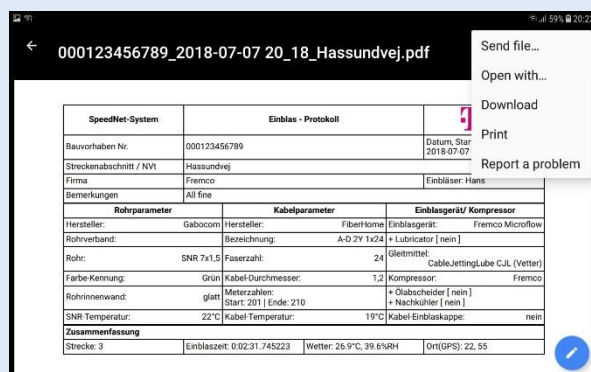 59% 20:22
000123456789_2018-07-07 20_18_Hassundvej.pdf
Send file...
Open with...
Download
Print
Report a problem
SpeedNet-System Einblas - Protokoll
Bauvorhaben Nr. 000123456789 Datum, Star
2018-07-07
Streckenabschnitt / NVt Hassundvej
Firma Fremco Einbläser: Hans
Bemerkungen All fine
Rohrparameter Kabelparameter Einblasgerät/ Kompressor
Hersteller: Gabocom Hersteller: FiberHome Einblasgerät: Fremco Microflow
Rohrverband: Bezeichnung: A-D 2Y 1x24 + Lubricator [ nein ]
Rohr: SNR 7x1,5 Faserzahl: 24 Gleitmittel:
CableJettingLube CJL (Vetter)
Farbe-Kennung: Grün Kabel-Durchmesser: 1,2 Kompressor: Fremco
Rohrinnenwand: glatt Meterzahlen:
Start: 201 | Ende: 210
+ Ölabscheider [ nein ]
+ Nachkühler [ nein ]
SNR-Temperatur: 22°C Kabel-Temperatur: 19°C Kabel-Einblaskappe: nein
Zusammenfassung
Strecke: 3 Einblaszeit: 0:02:31.745223 Wetter: 26.9°C, 39.6%RH Ort(GPS): 22, 55